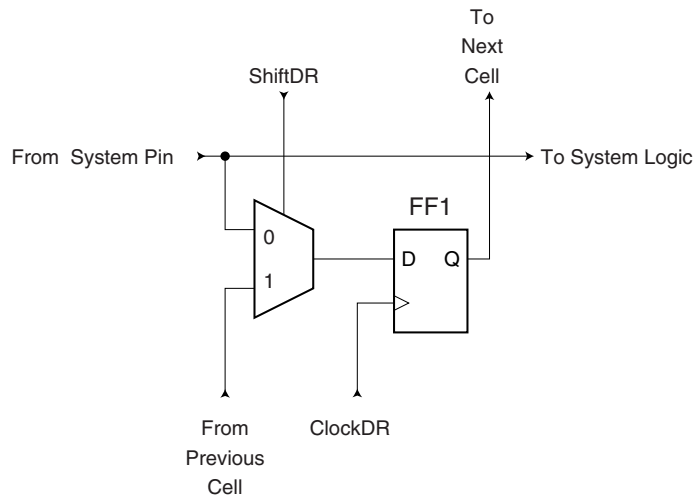 To
Next
Cell
ShiftDR
From System Pin
To System Logic
FF1
0
D Q
1
From
Previous
Cell
ClockDR